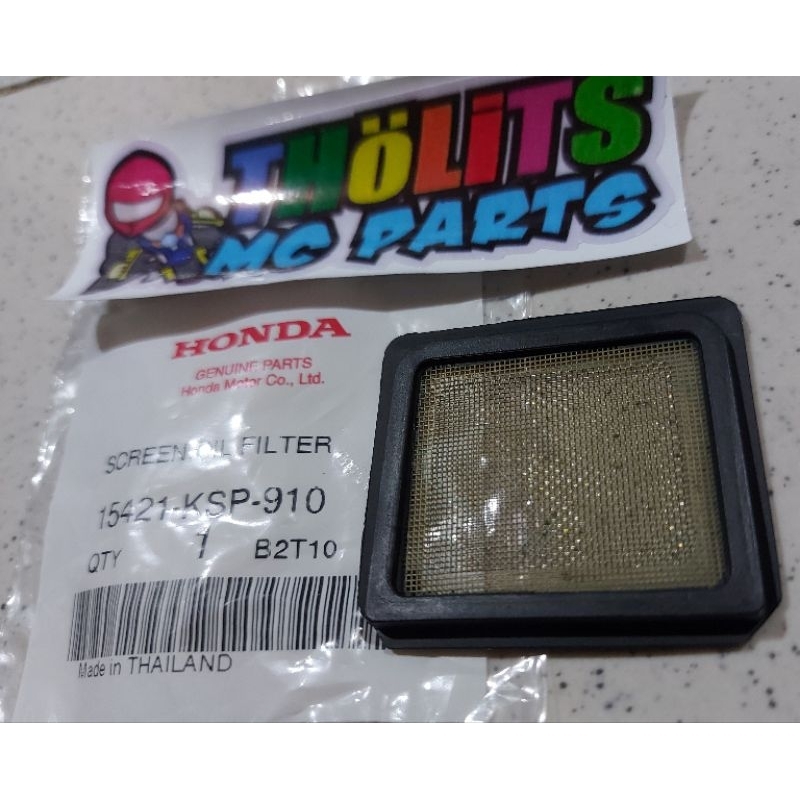 THÖLiTS
MC PARTS
HONDA
GENUINE PARTS
Honda Motor Co., Ltd.
SCREEN, OIL FILTER
15421-KSP-910
QTY 1 B2T10
Made in THAILAND